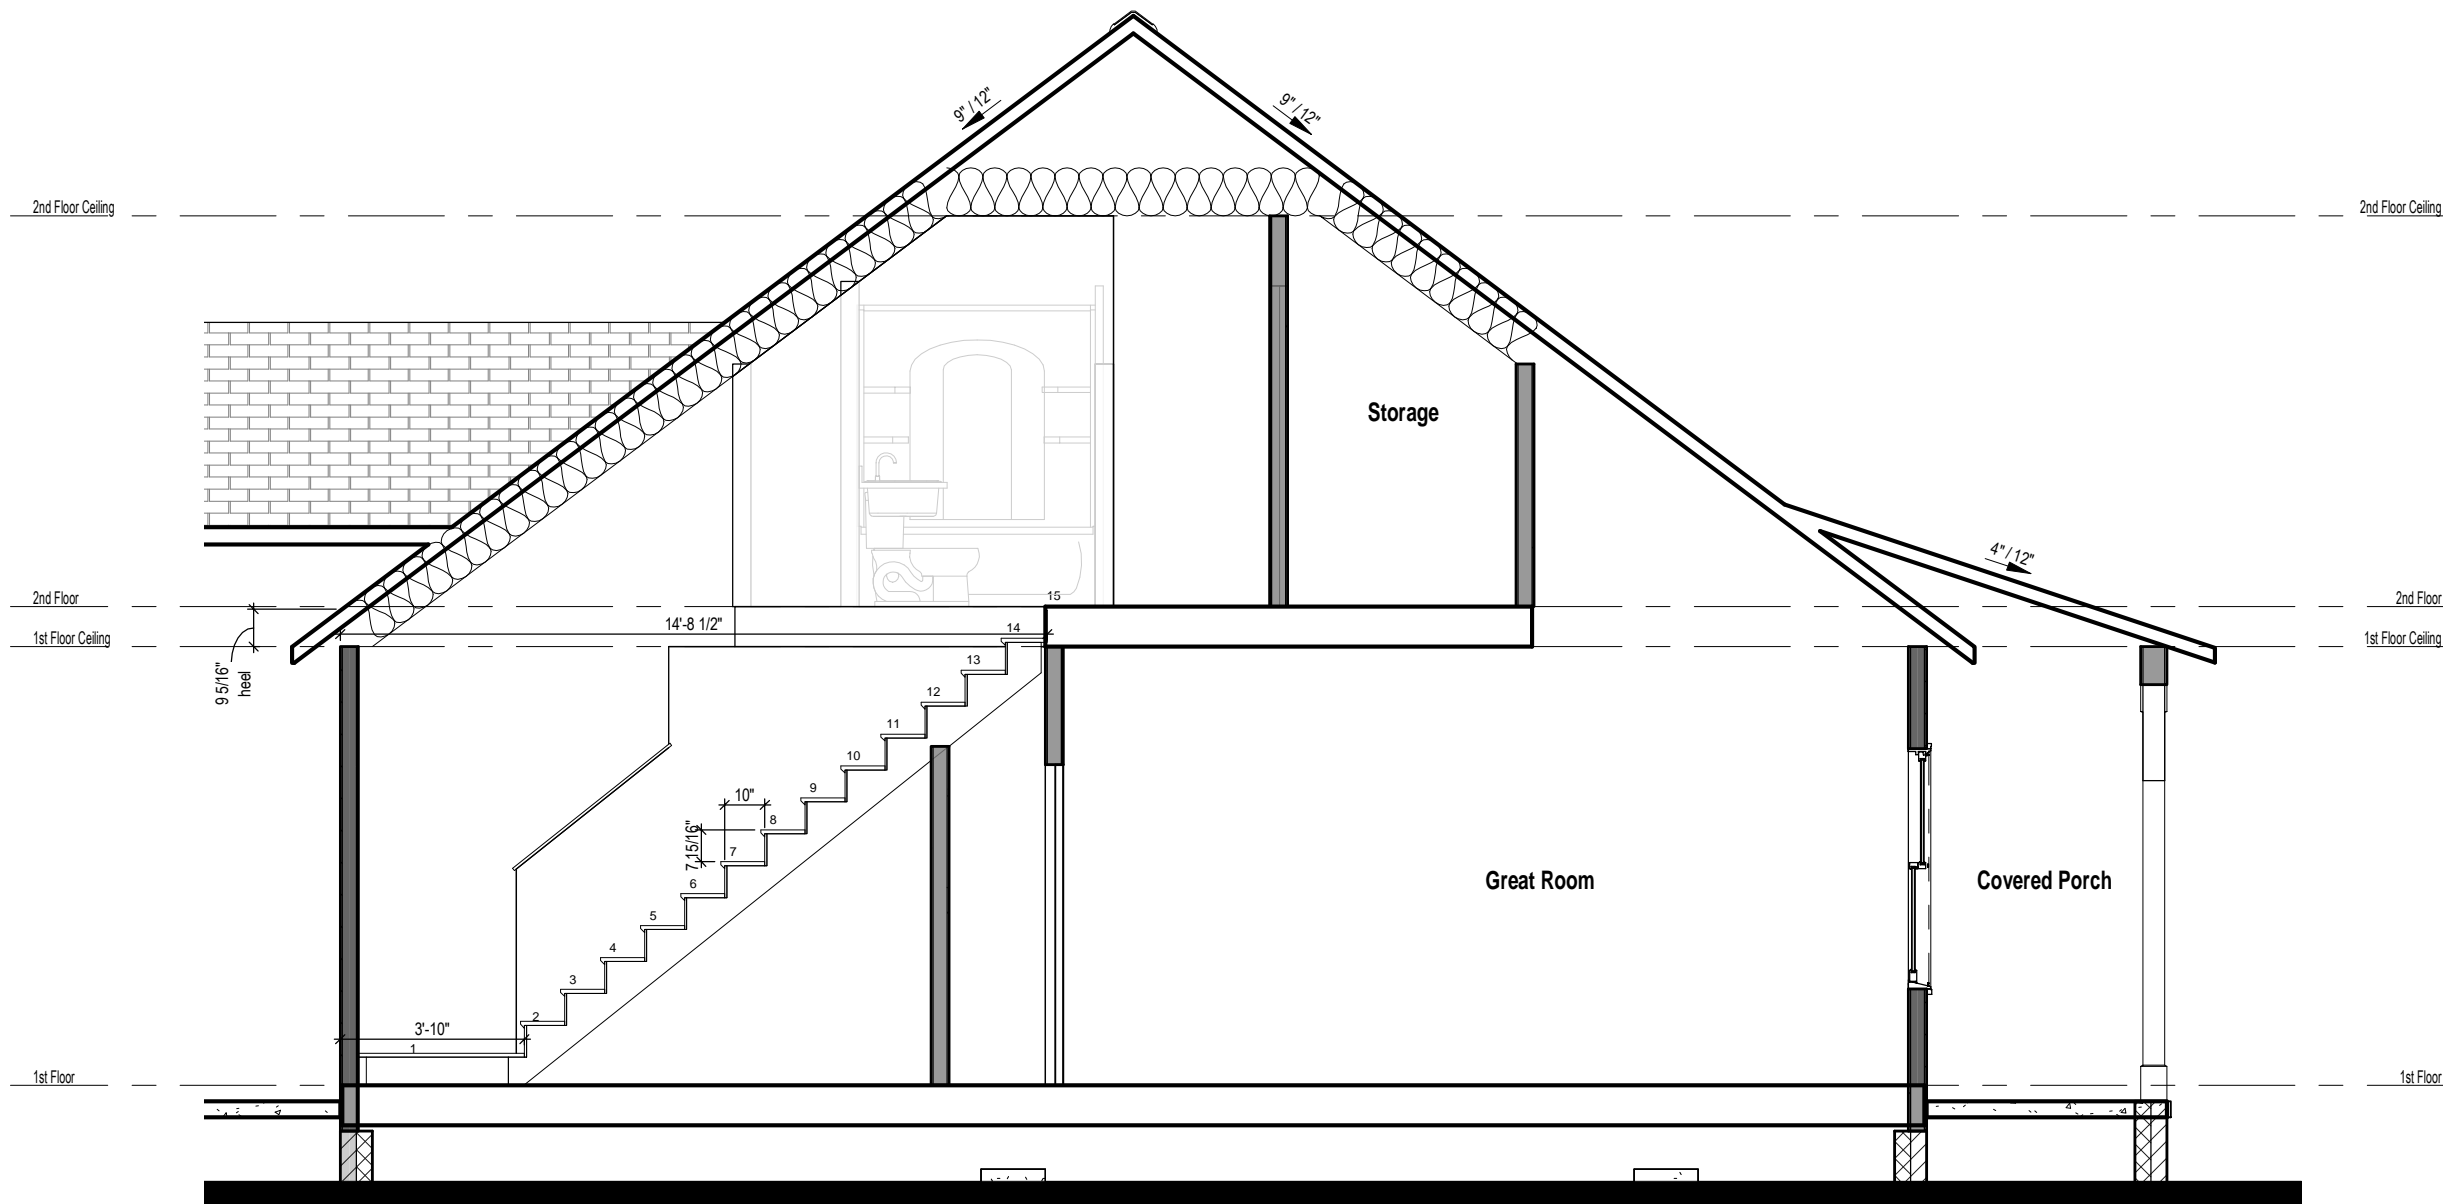 9" / 12"
9" / 12"
2nd Floor Ceiling
2nd Floor Ceiling
Storage
4" / 12"
2nd Floor
2nd Floor
15
14'-8 1/2"
14
1st Floor Ceiling
1st Floor Ceiling
9 5/16"
heel
13
12
11
10
10"
9
8
7 15/16"
7
6
Great Room
Covered Porch
5
4
3
2
3'-10"
1
1st Floor
1st Floor